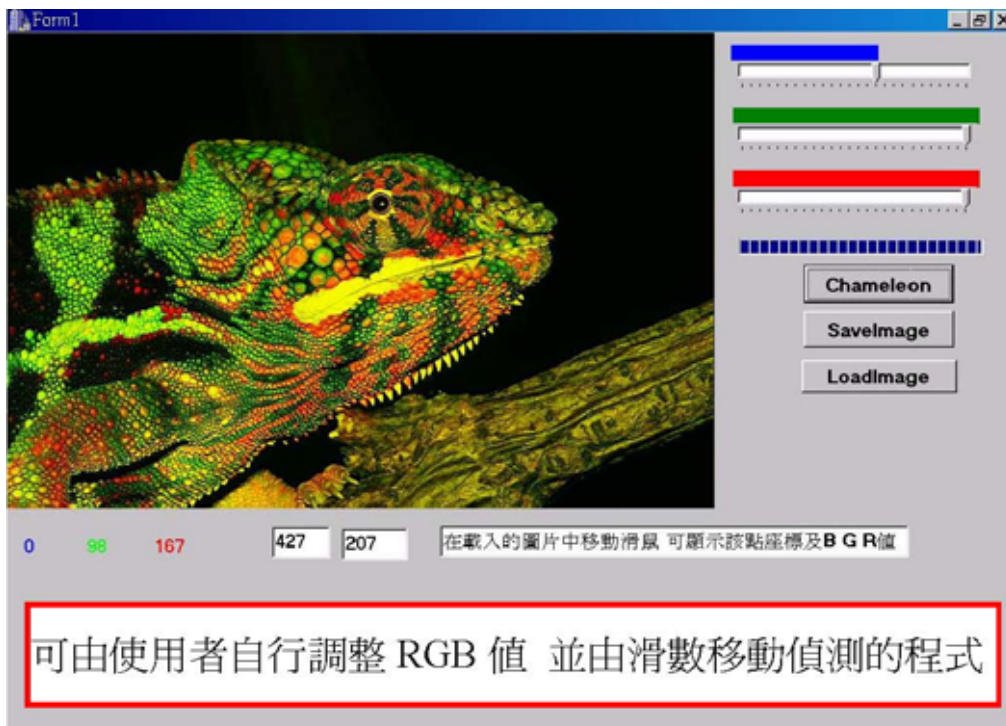 Form1
Chameleon
SaveImage
LoadImage
0 98 167 427 207 在載入的圖片中移動滑鼠 可顯示該點座標及B G R值
可由使用者自行調整 RGB 值 並由滑數移動偵測的程式